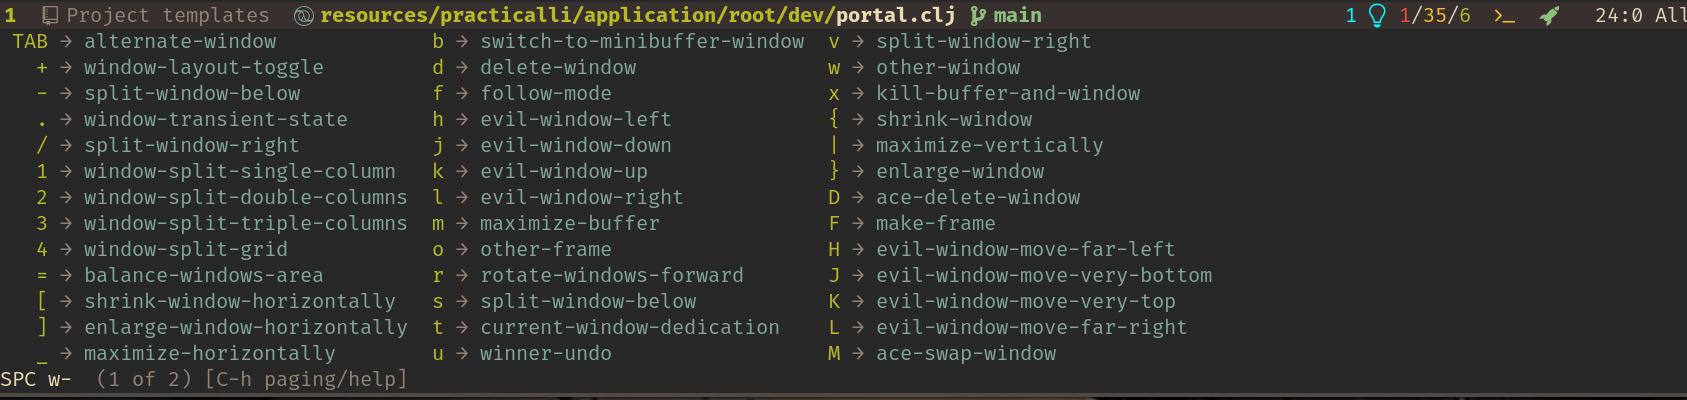 1 Project templates resources/practicalli/application/root/dev/portal.clj main 1 1/35/6 24:0 All
TAB → alternate-window b → switch-to-minibuffer-window v → split-window-right
+ → window-layout-toggle d → delete-window w → other-window
- → split-window-below f → follow-mode x → kill-buffer-and-window
. → window-transient-state h → evil-window-left { → shrink-window
/ → split-window-right j → evil-window-down | → maximize-vertically
1 → window-split-single-column k → evil-window-up } → enlarge-window
2 → window-split-double-columns l → evil-window-right D → ace-delete-window
3 → window-split-triple-columns m → maximize-buffer F → make-frame
4 → window-split-grid o → other-frame H → evil-window-move-far-left
= → balance-windows-area r → rotate-windows-forward J → evil-window-move-very-bottom
[ → shrink-window-horizontally s → split-window-below K → evil-window-move-very-top
] → enlarge-window-horizontally t → current-window-dedication L → evil-window-move-far-right
_ → maximize-horizontally u → winner-undo M → ace-swap-window
SPC w- (1 of 2) [C-h paging/help]